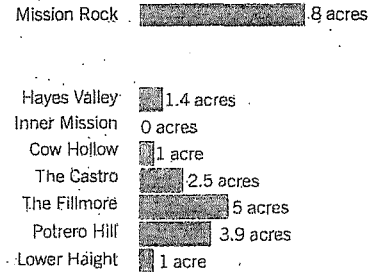 Mission Rock 8 acres
Hayes Valley 1.4 acres
Inner Mission 0 acres
Cow Hollow 1 acre
The Castro 2.5 acres
The Fillmore 5 acres
Potrero Hill 3.9 acres
Lower Haight 1 acre